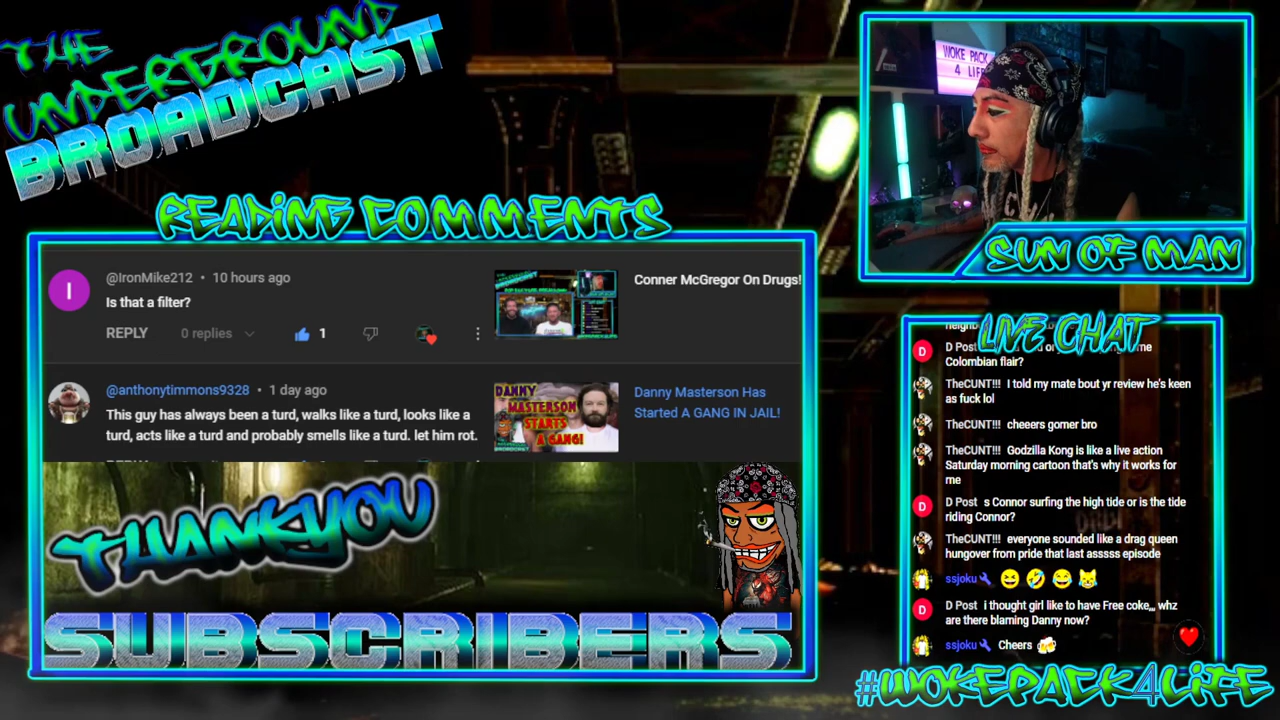 THE
UNDERGROUND
BROADCAST
READING COMMENTS
I
@IronMike212 • 10 hours ago
Is that a filter?
REPLY 0 replies 1
Conner McGregor On Drugs!
@anthonytimmons9328 • 1 day ago
This guy has always been a turd, walks like a turd, looks like a
turd, acts like a turd and probably smells like a turd. let him rot.
DANNY
MASTERSON
STARTS
A GANG!
Danny Masterson Has
Started A GANG IN JAIL!
THANKYOU
SUBSCRIBERS
WOKE PACK
4 LIFE
SUN OF MAN
LIVE CHAT
D
D Post
Colombian flair?
TheCUNT!!! I told my mate bout yr review he's keen
as fuck lol
TheCUNT!!! cheeers gomer bro
TheCUNT!!! Godzilla Kong is like a live action
Saturday morning cartoon that's why it works for
me
D
D Post s Connor surfing the high tide or is the tide
riding Connor?
TheCUNT!!! everyone sounded like a drag queen
hungover from pride that last asssss episode
ssjoku 🔧 😆 🤣 😂 😹
D
D Post i thought girl like to have Free coke,,, whz
are there blaming Danny now?
ssjoku 🔧 Cheers 🍻
#WOKEPACK4LIFE